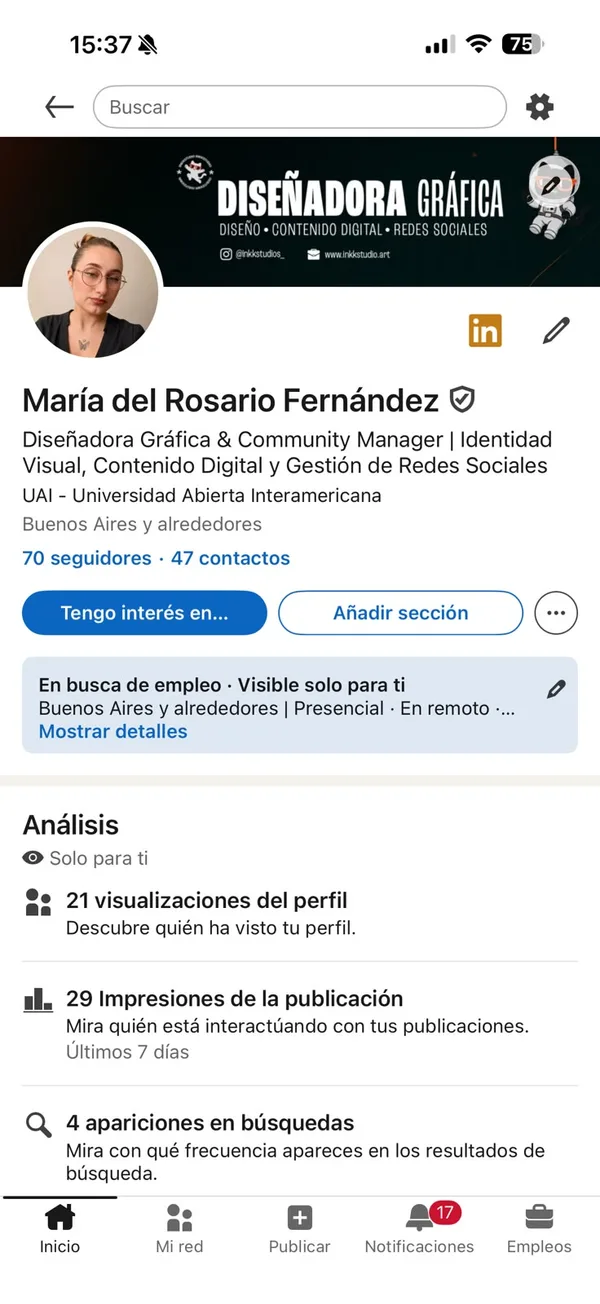 15:37
75
Buscar
DISEÑADORA GRÁFICA
DISEÑO • CONTENIDO DIGITAL • REDES SOCIALES
@inkkstudios_ www.inkkstudio.art
in
María del Rosario Fernández
Diseñadora Gráfica & Community Manager | Identidad
Visual, Contenido Digital y Gestión de Redes Sociales
UAI - Universidad Abierta Interamericana
Buenos Aires y alrededores
70 seguidores · 47 contactos
Tengo interés en... Añadir sección
En busca de empleo · Visible solo para ti
Buenos Aires y alrededores | Presencial · En remoto ·...
Mostrar detalles
Análisis
Solo para ti
21 visualizaciones del perfil
Descubre quién ha visto tu perfil.
29 Impresiones de la publicación
Mira quién está interactúando con tus publicaciones.
Últimos 7 días
4 apariciones en búsquedas
Mira con qué frecuencia apareces en los resultados de
búsqueda.
17
Inicio Mi red Publicar Notificaciones Empleos